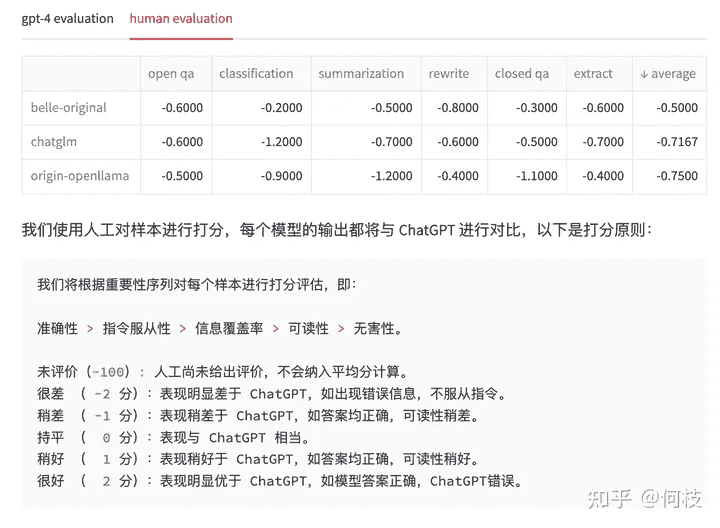 gpt-4 evaluation human evaluation
open qa classification summarization rewrite closed qa extract ↓ average
belle-original -0.6000 -0.2000 -0.5000 -0.8000 -0.3000 -0.6000 -0.5000
chatglm -0.6000 -1.2000 -0.7000 -0.6000 -0.5000 -0.7000 -0.7167
origin-openllama -0.5000 -0.9000 -1.2000 -0.4000 -1.1000 -0.4000 -0.7500
我们使用人工对样本进行打分，每个模型的输出都将与 ChatGPT 进行对比，以下是打分原则：
我们将根据重要性序列对每个样本进行打分评估，即：
准确性 > 指令服从性 > 信息覆盖率 > 可读性 > 无害性。
未评价（-100）: 人工尚未给出评价，不会纳入平均分计算。
很差 （ -2 分）：表现明显差于 ChatGPT，如出现错误信息，不服从指令。
稍差 （ -1 分）：表现稍差于 ChatGPT，如答案均正确，可读性稍差。
持平 （ 0 分）：表现与 ChatGPT 相当。
稍好 （ 1 分）：表现稍好于 ChatGPT，如答案均正确，可读性稍好。
很好 （ 2 分）：表现明显优于 ChatGPT，如模型答案正确，ChatGPT错误。
知乎 @何枝